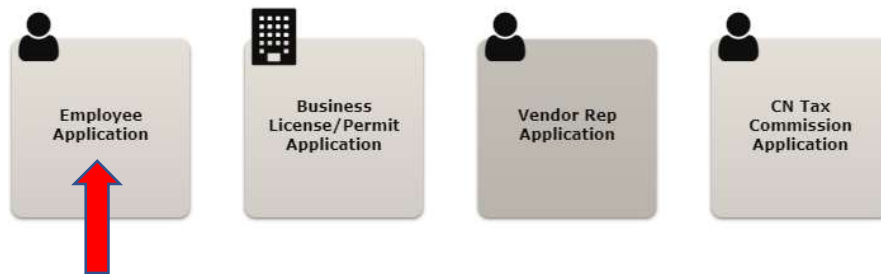 Employee
Application
Business
License/Permit
Application
Vendor Rep
Application
CN Tax
Commission
Application